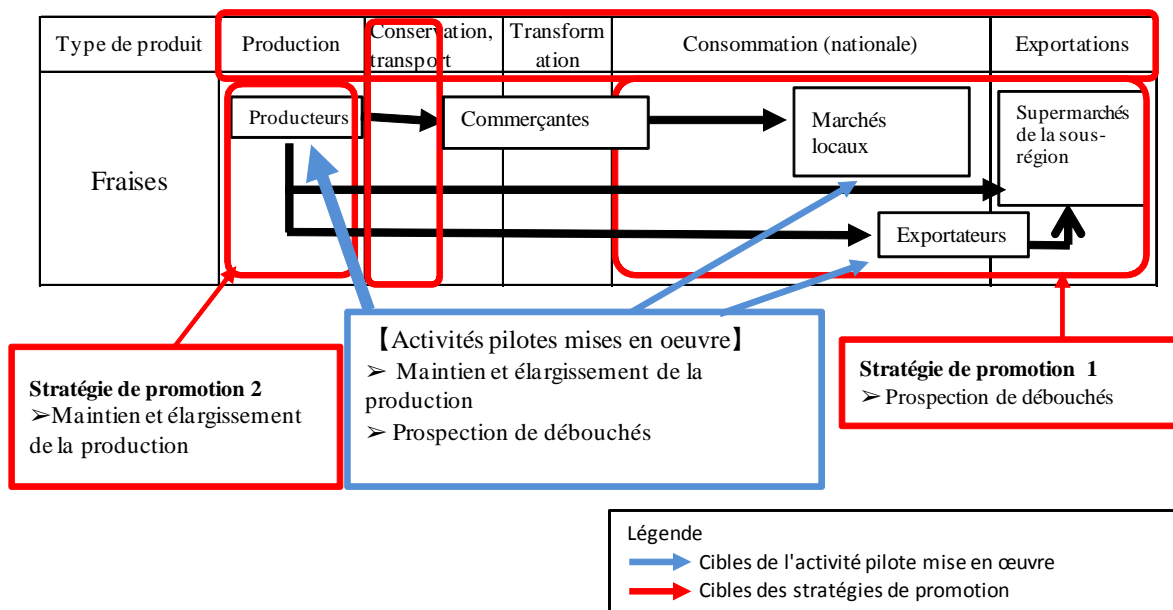 Type de produit
Production
Conservation,
transport
Transform
ation
Consommation (nationale)
Exportations
Fraises
Producteurs
Commerçantes
Marchés
locaux
Supermarchés
de la sous-
région
Exportateurs
Stratégie de promotion 2
➢Maintien et élargissement
de la production
【Activités pilotes mises en oeuvre】
➢ Maintien et élargissement de la
production
➢ Prospection de débouchés
Stratégie de promotion 1
➢ Prospection de débouchés
Légende
Cibles de l'activité pilote mise en œuvre
Cibles des stratégies de promotion